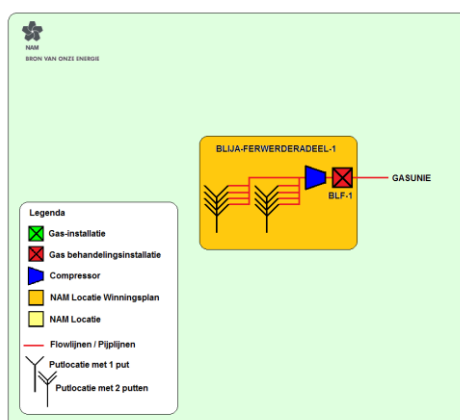 NAM
BRON VAN ONZE ENERGIE
BLIJA-FERWERDERADEEL-1
GASUNIE
BLF-1
Legenda
Gas-installatie
Gas behandelingsinstallatie
Compressor
NAM Locatie Winningsplan
NAM Locatie
Flowlijnen / Pijplijnen
Putlocatie met 1 put
Putlocatie met 2 putten